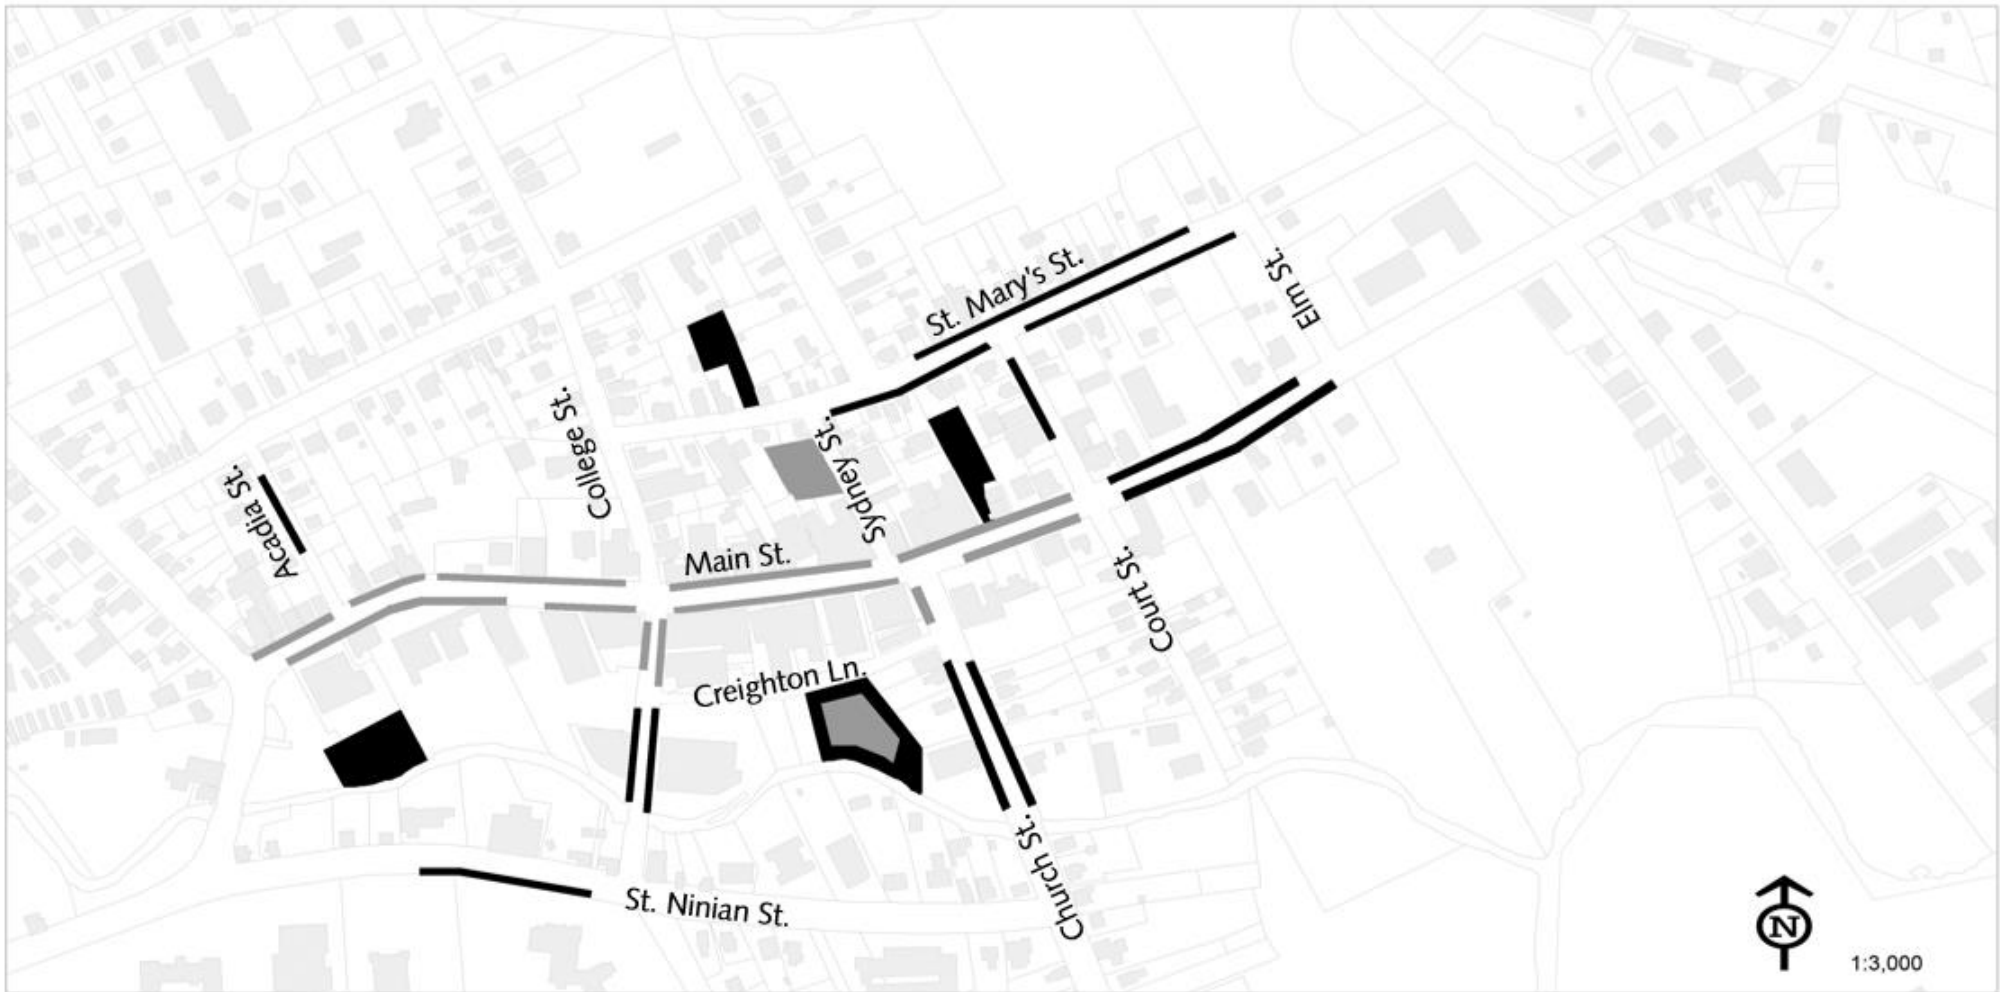 St. Mary's St.
Elm St.
College St.
Sydney St.
Acadia St.
Main St.
Court St.
Creighton Ln.
Church St.
St. Ninian St.
N
1:3,000